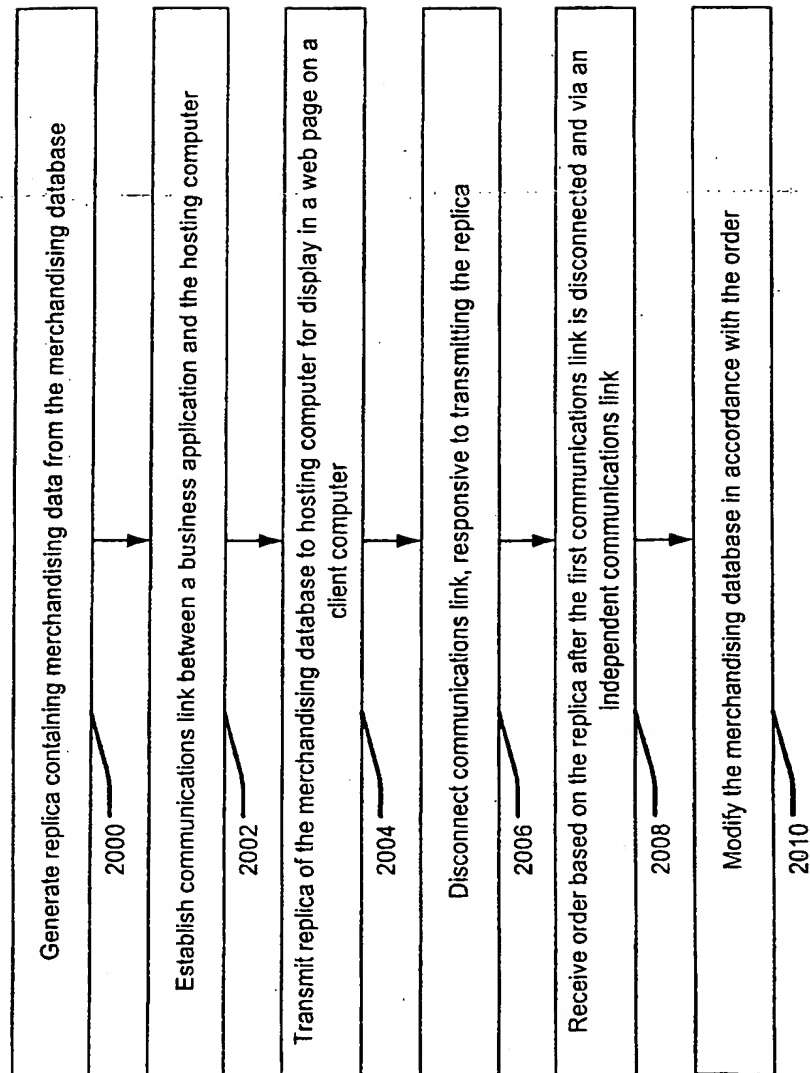 Generate replica containing merchandising data from the merchandising database
2000
Establish communications link between a business application and the hosting computer
2002
Transmit replica of the merchandising database to hosting computer for display in a web page on a
client computer
2004
Disconnect communications link, responsive to transmitting the replica
2006
Receive order based on the replica after the first communications link is disconnected and via an
independent communications link
2008
Modify the merchandising database in accordance with the order
2010